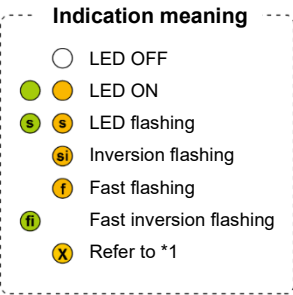 Indication meaning
LED OFF
LED ON
s s LED flashing
si Inversion flashing
f Fast flashing
fi Fast inversion flashing
X Refer to *1